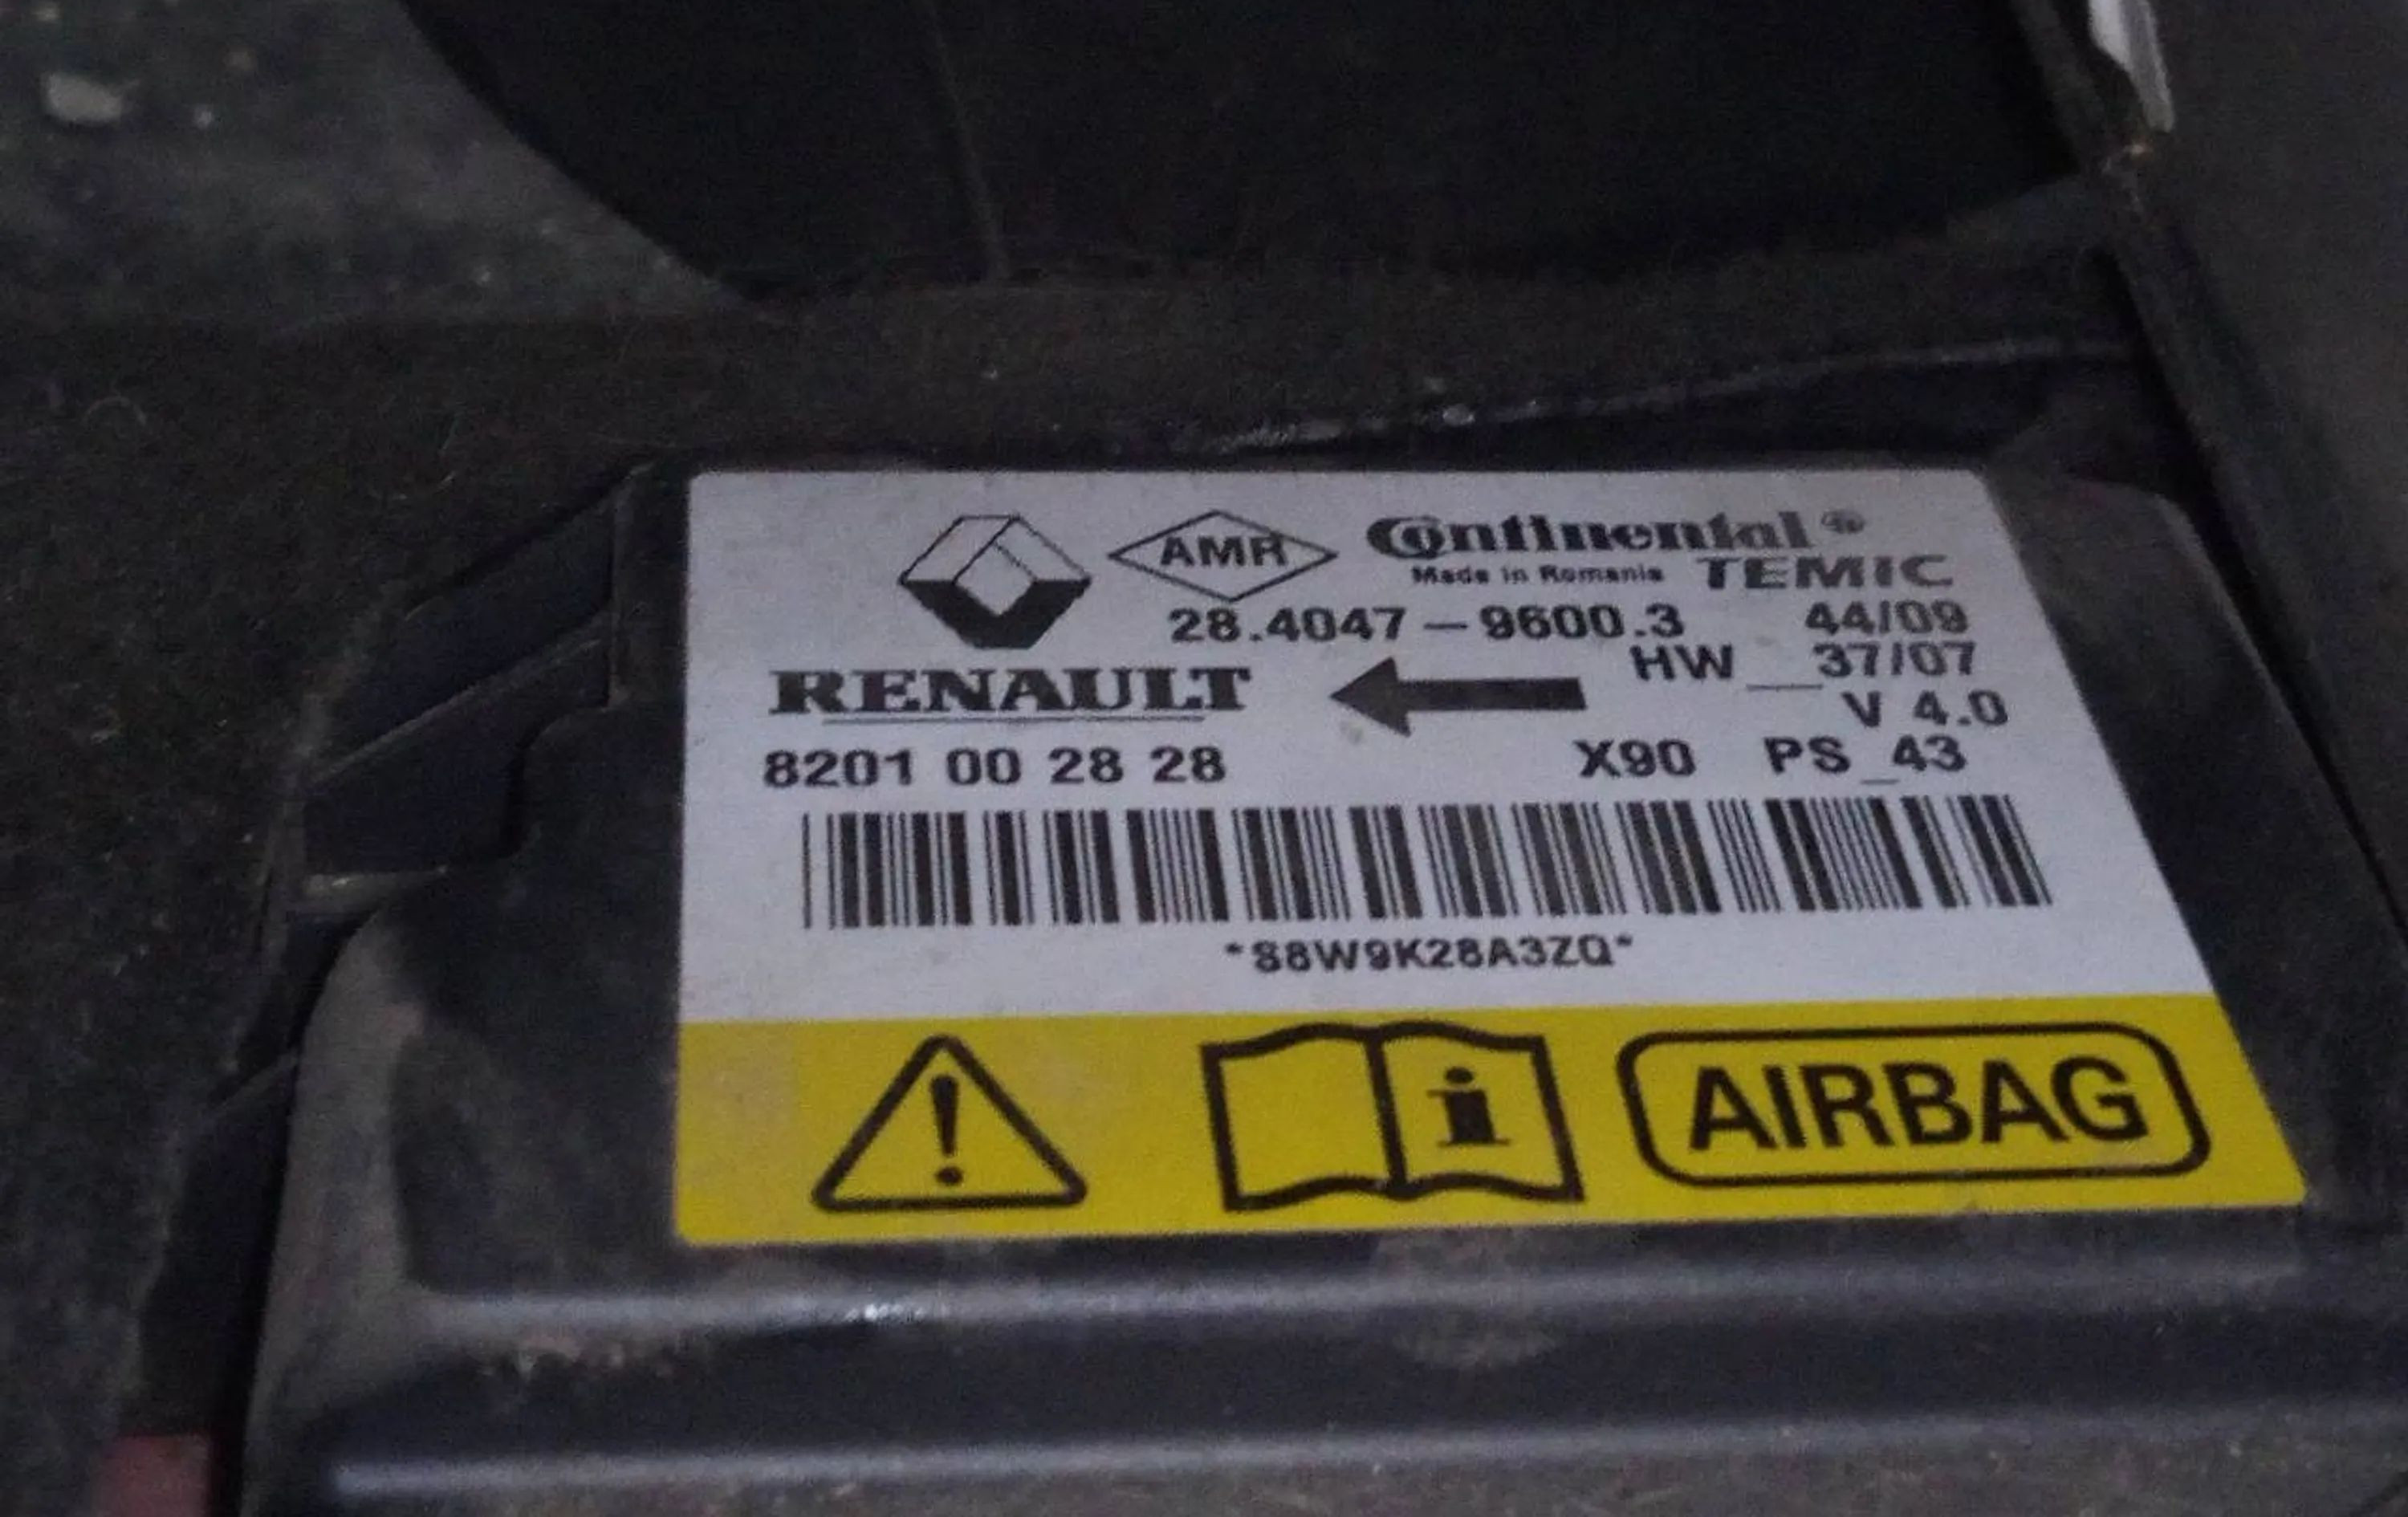 AMR Continental®
Made in Romania TEMIC
28.4047-9600.3 44/09
HW__37/07
RENAULT
V 4.0
8201 00 28 28 X90 PS_43
*S8W9K28A3ZQ*
! i AIRBAG